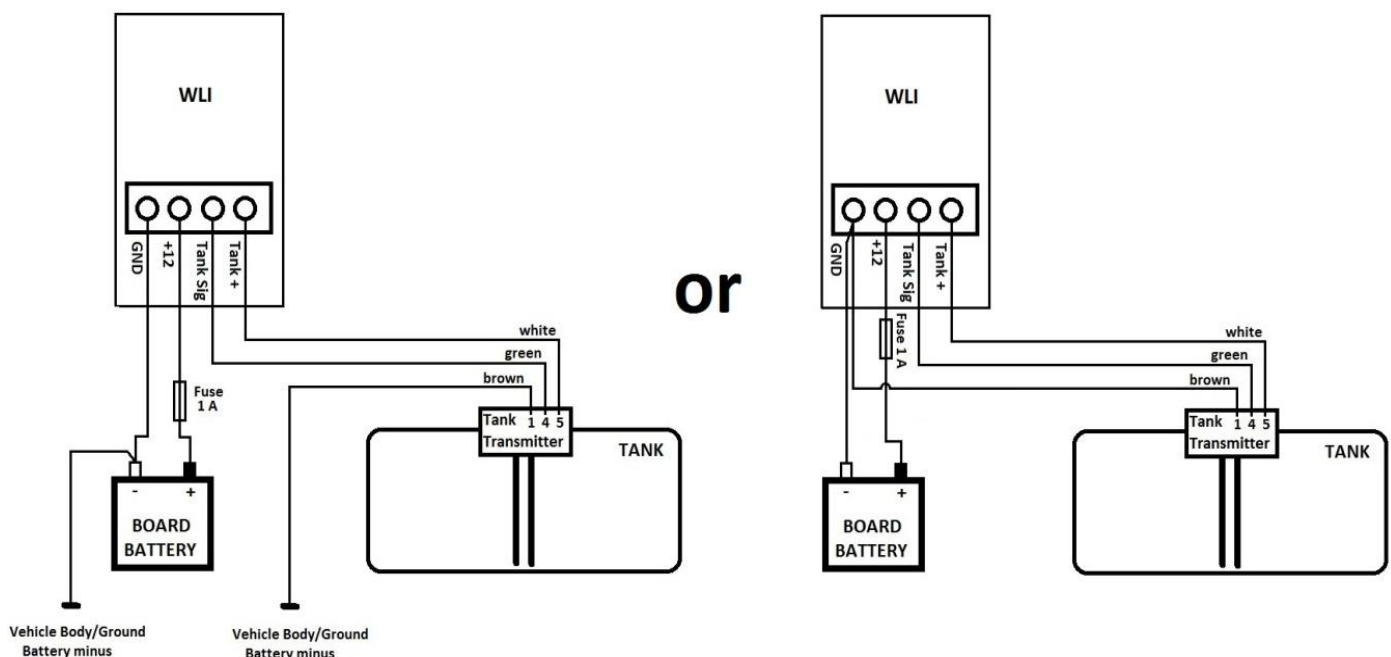 WLI
GND
+12
Tank Sig
Tank +
white
green
brown
Fuse
1 A
Tank 1 4 5
Transmitter
TANK
- +
BOARD
BATTERY
Vehicle Body/Ground
Battery minus
Vehicle Body/Ground
Battery minus
or
WLI
GND
+12
Tank Sig
Tank +
Fuse 1 A
white
green
brown
Tank 1 4 5
Transmitter
TANK
- +
BOARD
BATTERY